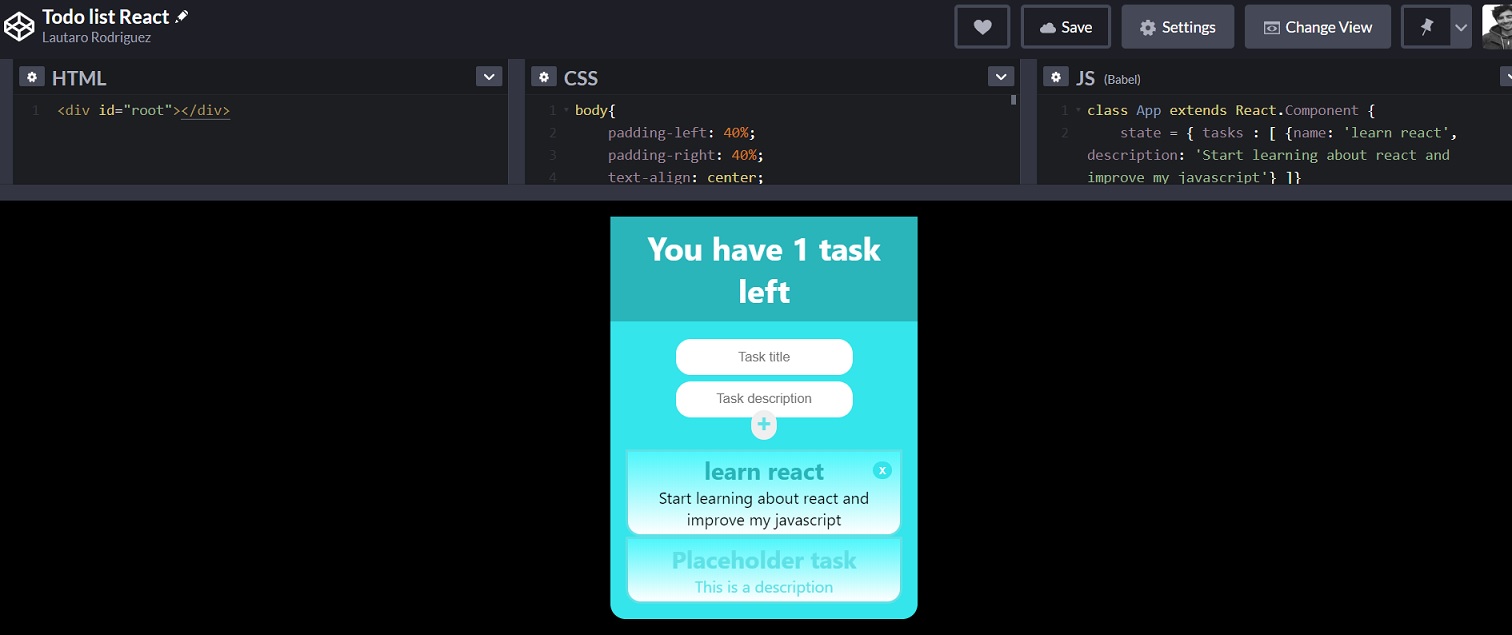 Todo list React
Lautaro Rodriguez
Save
Settings
Change View
HTML
1 <div id="root"></div>
CSS
1 body{
2 padding-left: 40%;
3 padding-right: 40%;
4 text-align: center;
JS (Babel)
1 class App extends React.Component {
2 state = { tasks : [ {name: 'learn react',
description: 'Start learning about react and
improve my javascript'} ]}
You have 1 task
left
Task title
Task description
+
learn react
x
Start learning about react and
improve my javascript
Placeholder task
This is a description